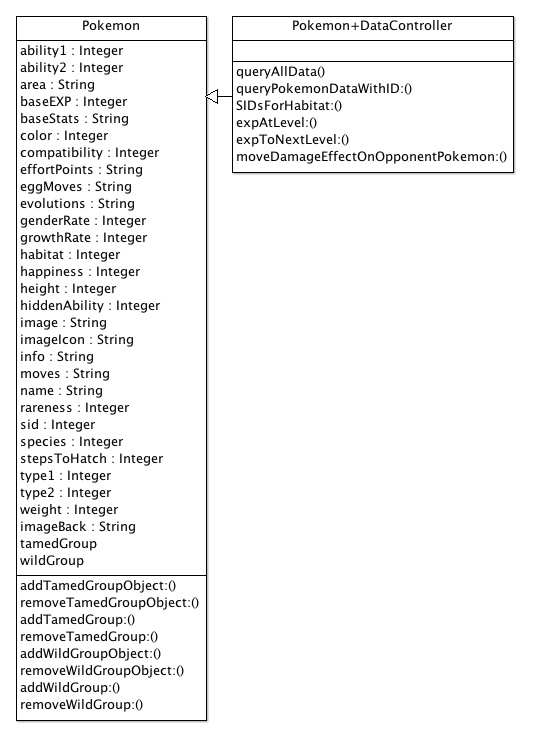 Pokemon
ability1 : Integer
ability2 : Integer
area : String
baseEXP : Integer
baseStats : String
color : Integer
compatibility : Integer
effortPoints : String
eggMoves : String
evolutions : String
genderRate : Integer
growthRate : Integer
habitat : Integer
happiness : Integer
height : Integer
hiddenAbility : Integer
image : String
imageIcon : String
info : String
moves : String
name : String
rareness : Integer
sid : Integer
species : Integer
stepsToHatch : Integer
type1 : Integer
type2 : Integer
weight : Integer
imageBack : String
tamedGroup
wildGroup
addTamedGroupObject:()
removeTamedGroupObject:()
addTamedGroup:()
removeTamedGroup:()
addWildGroupObject:()
removeWildGroupObject:()
addWildGroup:()
removeWildGroup:()
Pokemon+DataController
queryAllData()
queryPokemonDataWithID:()
SIDsForHabitat:()
expAtLevel:()
expToNextLevel:()
moveDamageEffectOnOpponentPokemon:()